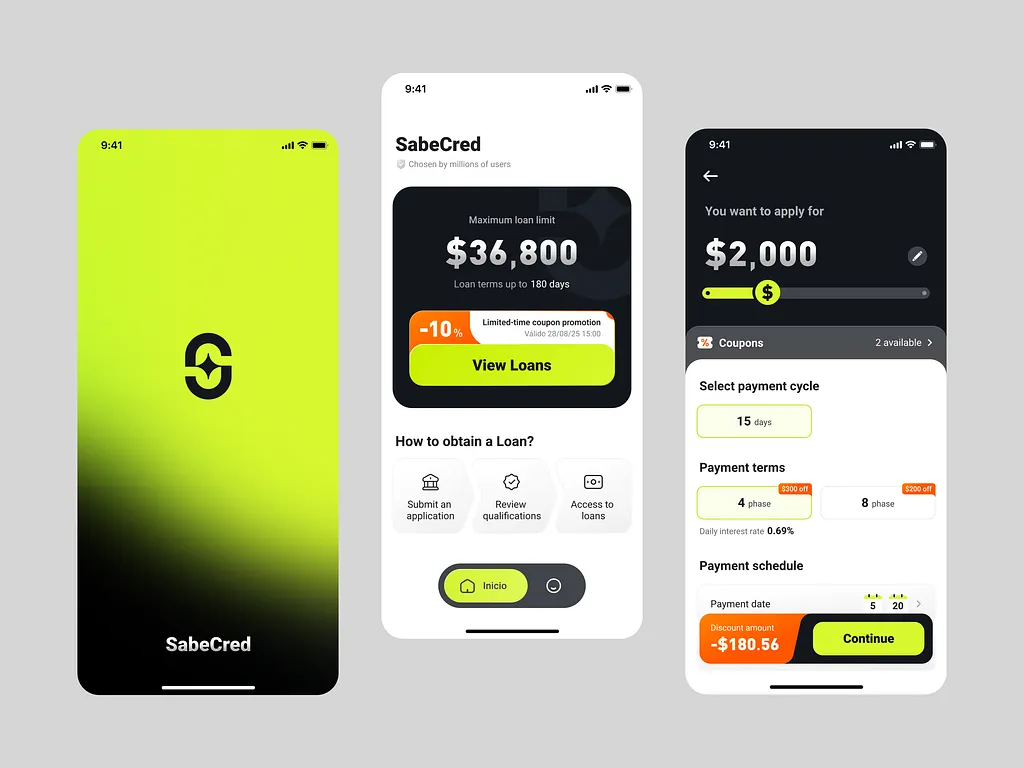 9:41
SabeCred
9:41
SabeCred
Chosen by millions of users
Maximum loan limit
$36,800
Loan terms up to 180 days
-10%
Limited-time coupon promotion
Válido 28/08/25 15:00
View Loans
How to obtain a Loan?
Submit an
application
Review
qualifications
Access to
loans
Inicio
9:41
You want to apply for
$2,000
$
% Coupons
2 available
Select payment cycle
15 days
Payment terms
$300 off
4 phase
$200 off
8 phase
Daily interest rate 0.69%
Payment schedule
Payment date
5
20
Discount amount
-$180.56
Continue